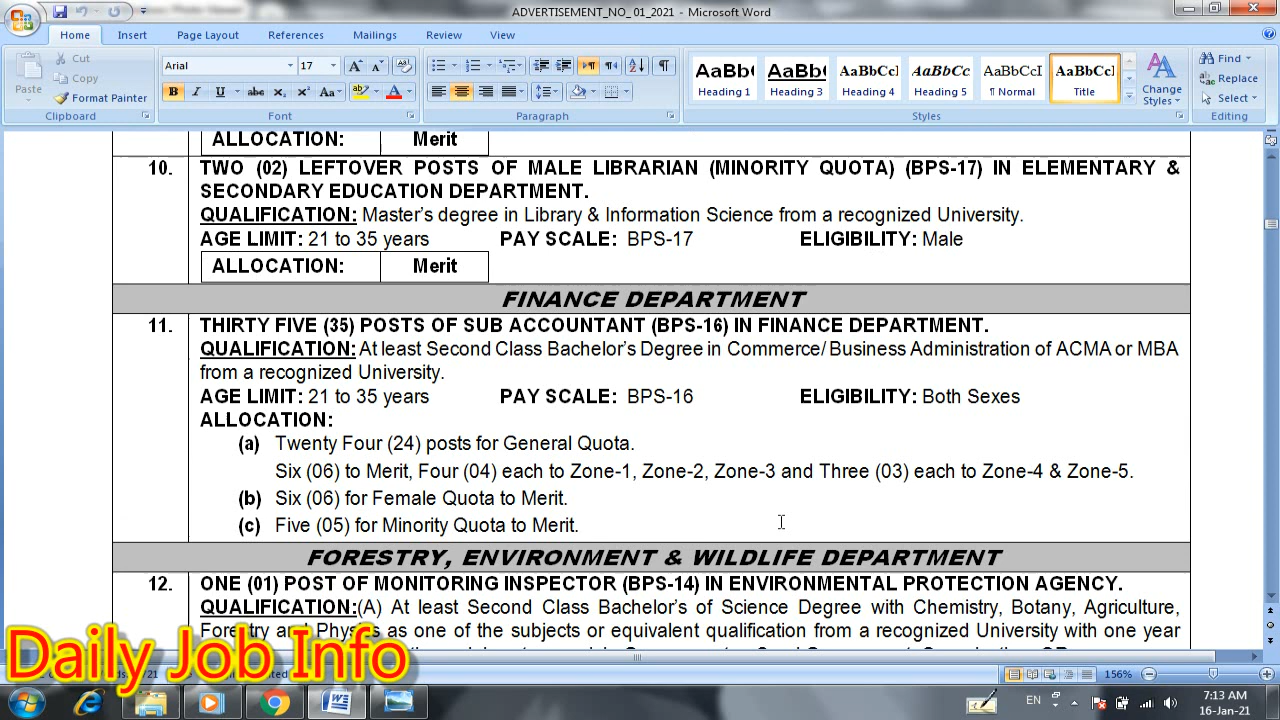 ADVERTISEMENT_NO_ 01_2021 - Microsoft Word
Home Insert Page Layout References Mailings Review View
Cut
Copy
Format Painter
Paste
Arial 17
AaBbC AaBbC AaBbCcI AaBbCc AaBbCcI AaBbCcI
Heading 1 Heading 3 Heading 4 Heading 5 ¶ Normal Title
Change Styles
Find
Replace
Select
Clipboard Font Paragraph Styles Editing
ALLOCATION: Merit
10. TWO (02) LEFTOVER POSTS OF MALE LIBRARIAN (MINORITY QUOTA) (BPS-17) IN ELEMENTARY &
SECONDARY EDUCATION DEPARTMENT.
QUALIFICATION: Master's degree in Library & Information Science from a recognized University.
AGE LIMIT: 21 to 35 years PAY SCALE: BPS-17 ELIGIBILITY: Male
ALLOCATION: Merit
FINANCE DEPARTMENT
11. THIRTY FIVE (35) POSTS OF SUB ACCOUNTANT (BPS-16) IN FINANCE DEPARTMENT.
QUALIFICATION: At least Second Class Bachelor's Degree in Commerce/ Business Administration of ACMA or MBA
from a recognized University.
AGE LIMIT: 21 to 35 years PAY SCALE: BPS-16 ELIGIBILITY: Both Sexes
ALLOCATION:
(a) Twenty Four (24) posts for General Quota.
Six (06) to Merit, Four (04) each to Zone-1, Zone-2, Zone-3 and Three (03) each to Zone-4 & Zone-5.
(b) Six (06) for Female Quota to Merit.
(c) Five (05) for Minority Quota to Merit.
FORESTRY, ENVIRONMENT & WILDLIFE DEPARTMENT
12. ONE (01) POST OF MONITORING INSPECTOR (BPS-14) IN ENVIRONMENTAL PROTECTION AGENCY.
QUALIFICATION:(A) At least Second Class Bachelor's of Science Degree with Chemistry, Botany, Agriculture,
Forestry and Physics as one of the subjects or equivalent qualification from a recognized University with one year
Daily Job Info
156%
EN
7:13 AM
16-Jan-21